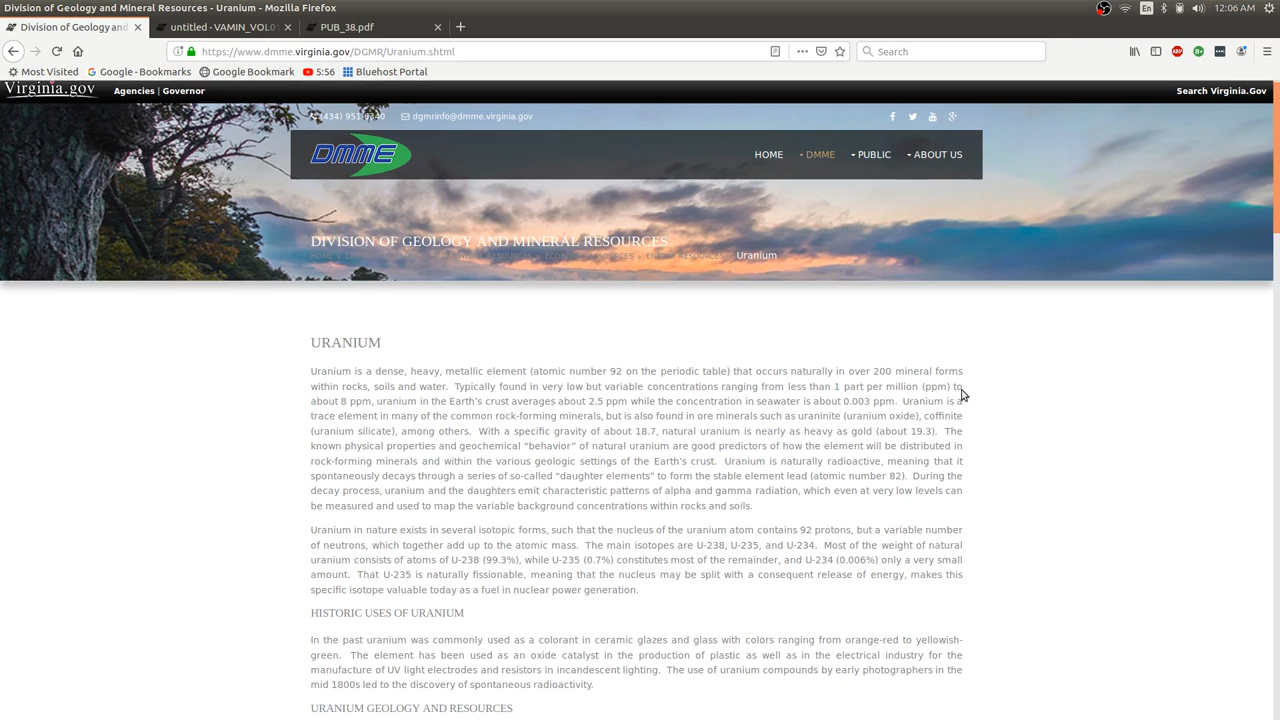 Division of Geology and Mineral Resources - Uranium - Mozilla Firefox
En
12:06 AM
Division of Geology and
untitled - VAMIN_VOL01
PUB_38.pdf
https://www.dmme.virginia.gov/DGMR/Uranium.shtml
Search
Most Visited
Google - Bookmarks
Google Bookmark
5:56
Bluehost Portal
Virginia.gov
Agencies | Governor
Search Virginia.Gov
(434) 951-6340
dgmrinfo@dmme.virginia.gov
DMME
HOME
DMME
PUBLIC
ABOUT US
DIVISION OF GEOLOGY AND MINERAL RESOURCES
HOME
Uranium
URANIUM
Uranium is a dense, heavy, metallic element (atomic number 92 on the periodic table) that occurs naturally in over 200 mineral forms
within rocks, soils and water. Typically found in very low but variable concentrations ranging from less than 1 part per million (ppm) to
about 8 ppm, uranium in the Earth's crust averages about 2.5 ppm while the concentration in seawater is about 0.003 ppm. Uranium is a
trace element in many of the common rock-forming minerals, but is also found in ore minerals such as uraninite (uranium oxide), coffinite
(uranium silicate), among others. With a specific gravity of about 18.7, natural uranium is nearly as heavy as gold (about 19.3). The
known physical properties and geochemical “behavior” of natural uranium are good predictors of how the element will be distributed in
rock-forming minerals and within the various geologic settings of the Earth's crust. Uranium is naturally radioactive, meaning that it
spontaneously decays through a series of so-called “daughter elements” to form the stable element lead (atomic number 82). During the
decay process, uranium and the daughters emit characteristic patterns of alpha and gamma radiation, which even at very low levels can
be measured and used to map the variable background concentrations within rocks and soils.
Uranium in nature exists in several isotopic forms, such that the nucleus of the uranium atom contains 92 protons, but a variable number
of neutrons, which together add up to the atomic mass. The main isotopes are U-238, U-235, and U-234. Most of the weight of natural
uranium consists of atoms of U-238 (99.3%), while U-235 (0.7%) constitutes most of the remainder, and U-234 (0.006%) only a very small
amount. That U-235 is naturally fissionable, meaning that the nucleus may be split with a consequent release of energy, makes this
specific isotope valuable today as a fuel in nuclear power generation.
HISTORIC USES OF URANIUM
In the past uranium was commonly used as a colorant in ceramic glazes and glass with colors ranging from orange-red to yellowish-
green. The element has been used as an oxide catalyst in the production of plastic as well as in the electrical industry for the
manufacture of UV light electrodes and resistors in incandescent lighting. The use of uranium compounds by early photographers in the
mid 1800s led to the discovery of spontaneous radioactivity.
URANIUM GEOLOGY AND RESOURCES